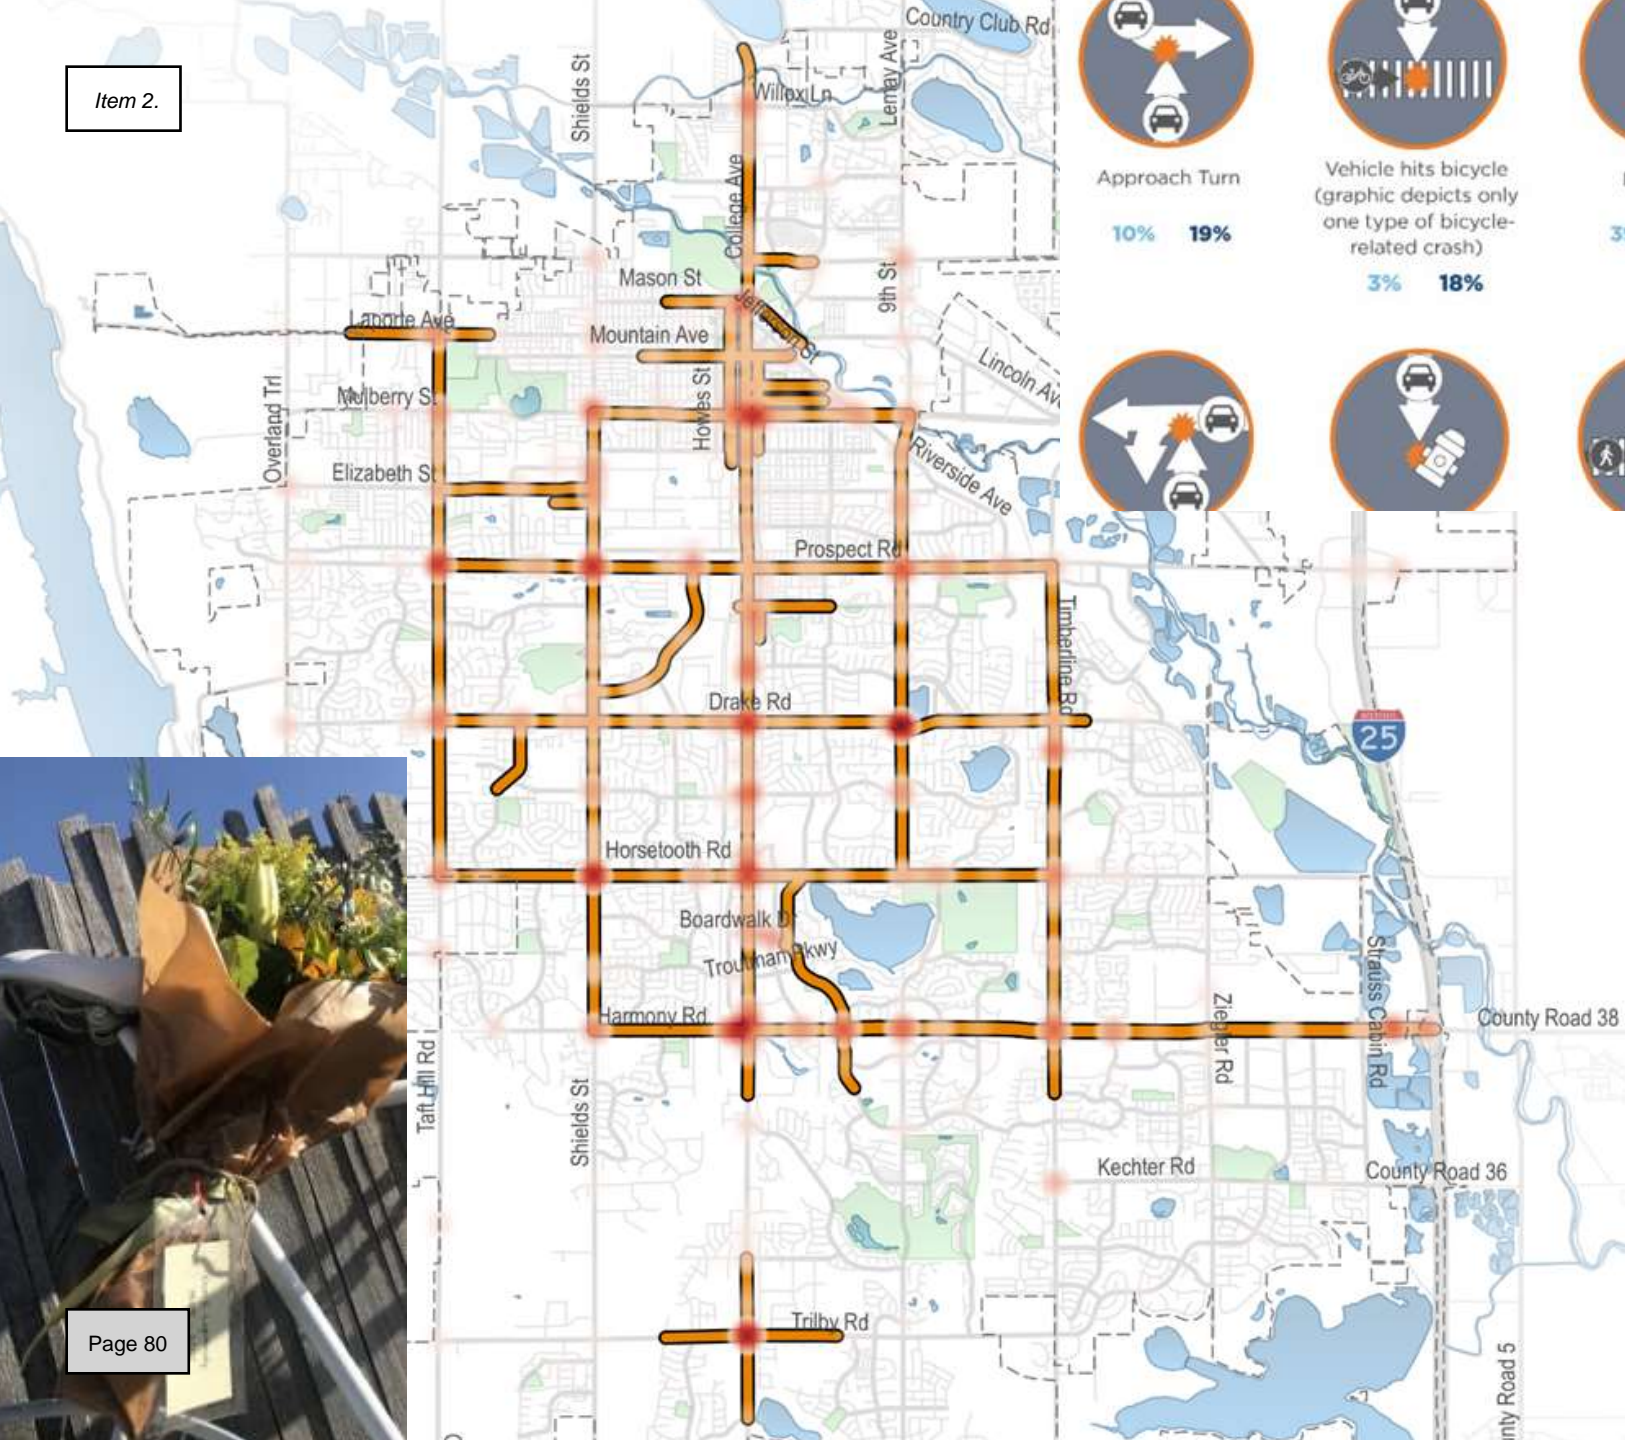 Item 2.
Country Club Rd
Shields St
Lemay Ave
Willox Ln
College Ave
Mason St
9th St
Laporte Ave
Jefferson St
Mountain Ave
Lincoln Av
Mulberry St
Howes St
Overland Trl
Elizabeth St
Riverside Ave
Prospect Rd
Timberline Rd
Drake Rd
25
Horsetooth Rd
Boardwalk Dr
Troutman Pkwy
Strauss Cabin Rd
Harmony Rd
Ziegler Rd
County Road 38
Taft Hill Rd
Shields St
Kechter Rd
County Road 36
Trilby Rd
nty Road 5
Approach Turn
10% 19%
Vehicle hits bicycle
(graphic depicts only
one type of bicycle-
related crash)
3% 18%
Page 80